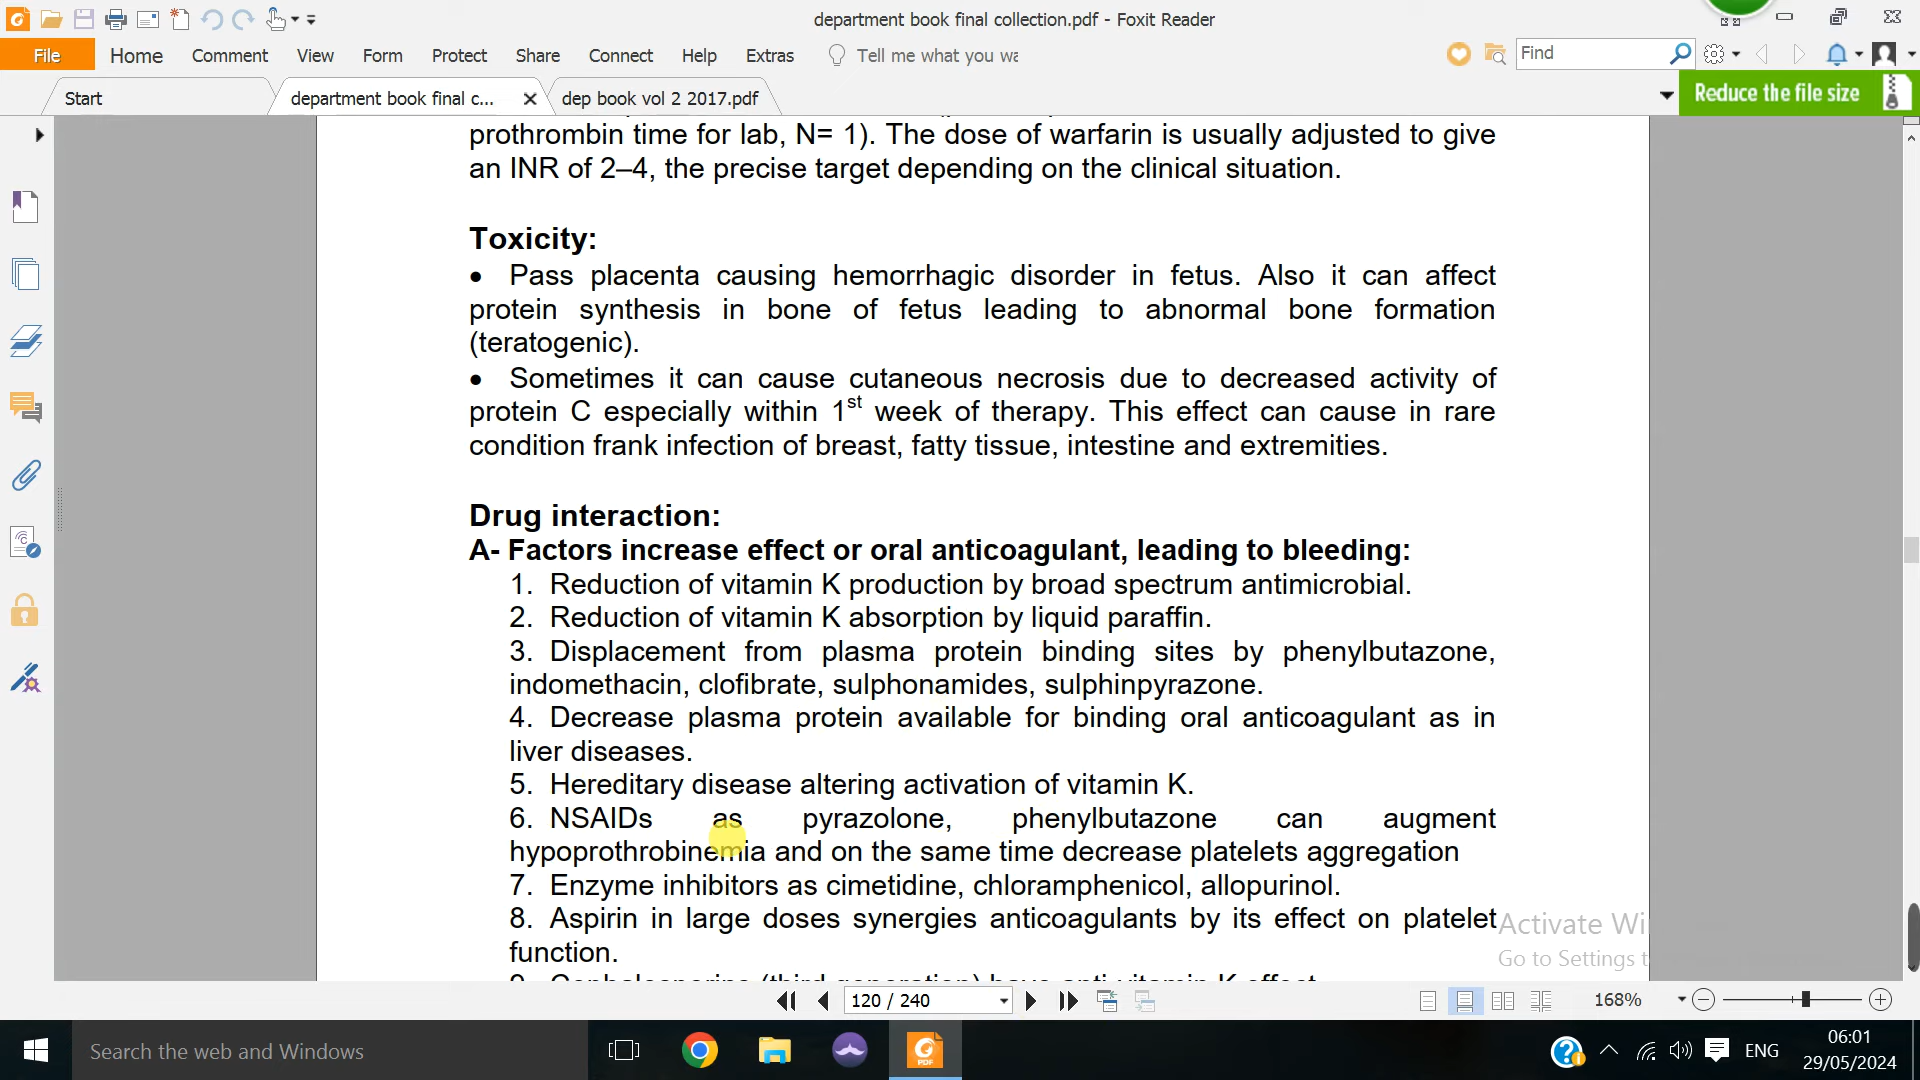 department book final collection.pdf - Foxit Reader
File Home Comment View Form Protect Share Connect Help Extras Tell me what you wa Find
Start department book final c... dep book vol 2 2017.pdf Reduce the file size
prothrombin time for lab, N= 1). The dose of warfarin is usually adjusted to give
an INR of 2–4, the precise target depending on the clinical situation.
Toxicity:
• Pass placenta causing hemorrhagic disorder in fetus. Also it can affect
protein synthesis in bone of fetus leading to abnormal bone formation
(teratogenic).
• Sometimes it can cause cutaneous necrosis due to decreased activity of
protein C especially within 1st week of therapy. This effect can cause in rare
condition frank infection of breast, fatty tissue, intestine and extremities.
Drug interaction:
A- Factors increase effect or oral anticoagulant, leading to bleeding:
1. Reduction of vitamin K production by broad spectrum antimicrobial.
2. Reduction of vitamin K absorption by liquid paraffin.
3. Displacement from plasma protein binding sites by phenylbutazone,
indomethacin, clofibrate, sulphonamides, sulphinpyrazone.
4. Decrease plasma protein available for binding oral anticoagulant as in
liver diseases.
5. Hereditary disease altering activation of vitamin K.
6. NSAIDs as pyrazolone, phenylbutazone can augment
hypoprothrobinemia and on the same time decrease platelets aggregation
7. Enzyme inhibitors as cimetidine, chloramphenicol, allopurinol.
8. Aspirin in large doses synergies anticoagulants by its effect on platelet
function.
Activate Wi
Go to Settings t
120 / 240 168%
Search the web and Windows ENG 06:01
29/05/2024